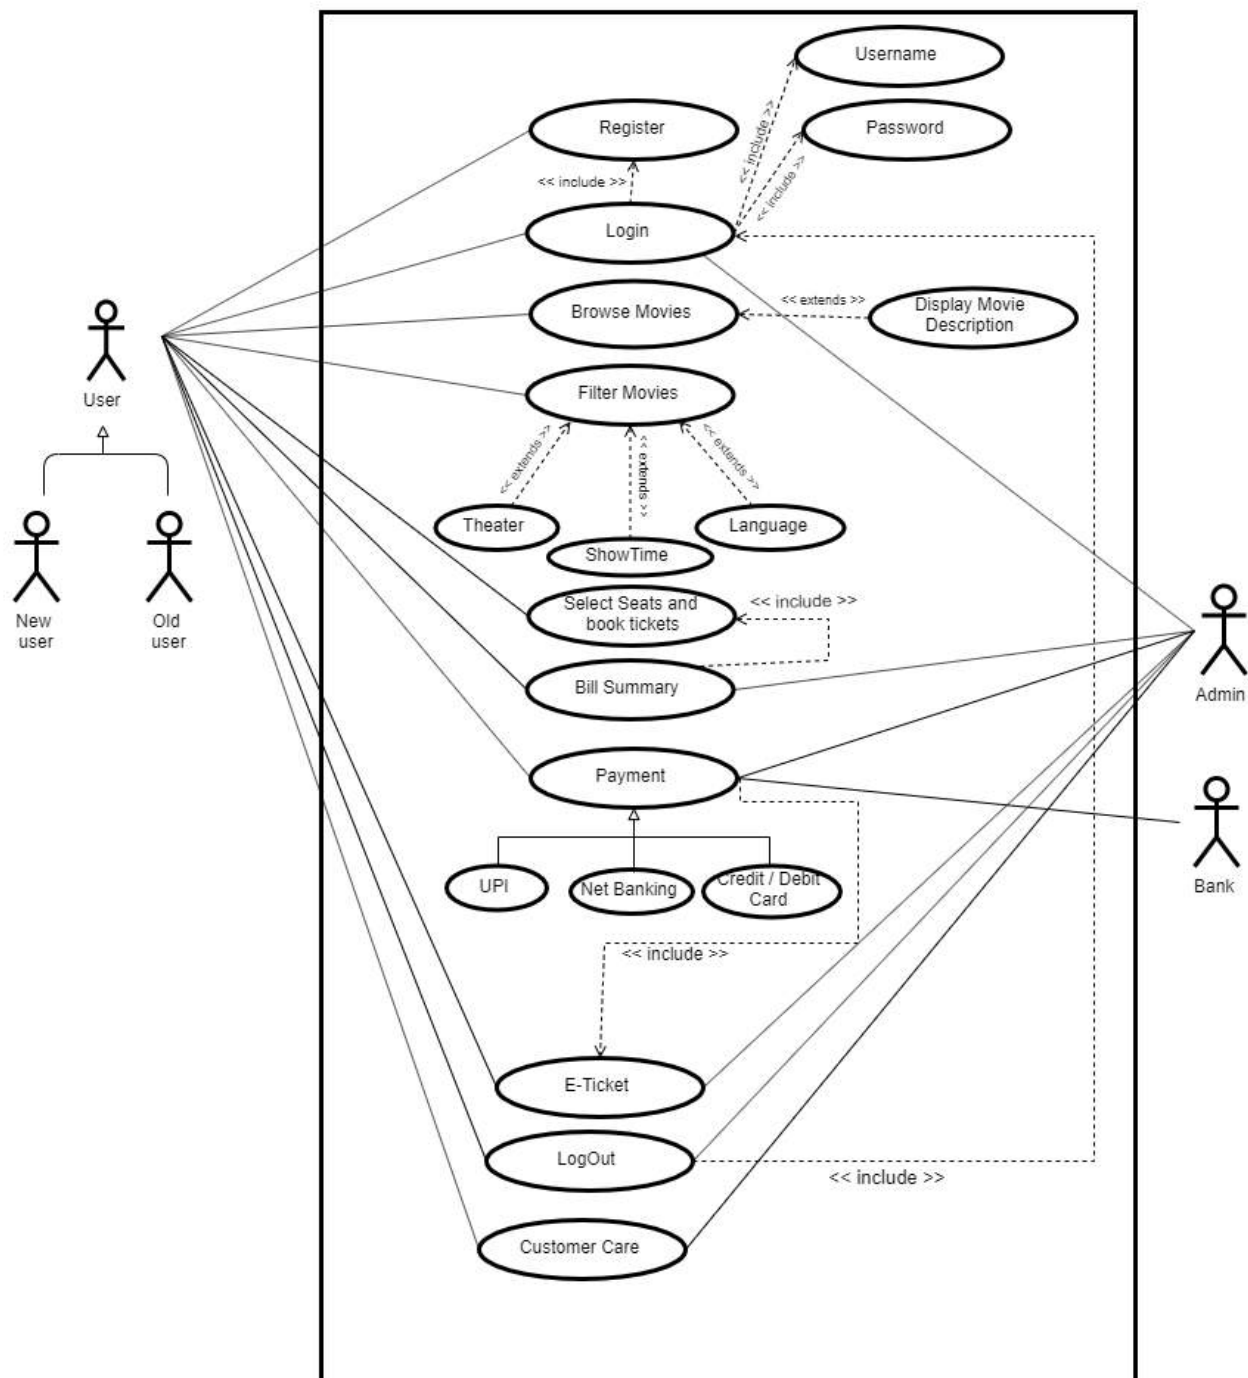 Username
Register
Password
<< include >>
<< include >>
<< include >>
Login
Browse Movies
<< extends >>
Display Movie
Description
User
Filter Movies
<< extends >>
<< extends >>
<< extends >>
Theater
Language
ShowTime
New
user
Old
user
Select Seats and
book tickets
<< include >>
Bill Summary
Admin
Payment
UPI
Net Banking
Credit / Debit
Card
Bank
<< include >>
E-Ticket
LogOut
<< include >>
Customer Care